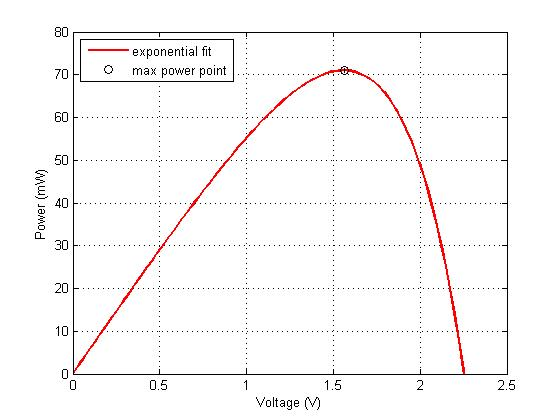 80
70
60
50
40
30
20
10
0
Power (mW)
exponential fit
max power point
0 0.5 1 1.5 2 2.5
Voltage (V)